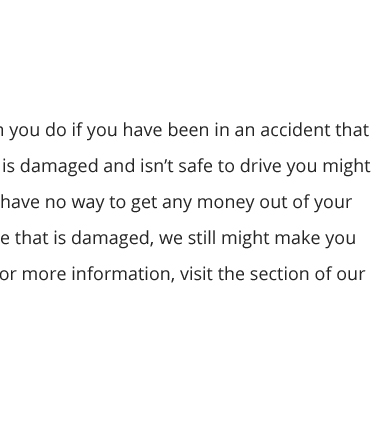 you do if you have been in an accident that
is damaged and isn’t safe to drive you might
have no way to get any money out of your
that is damaged, we still might make you
more information, visit the section of our